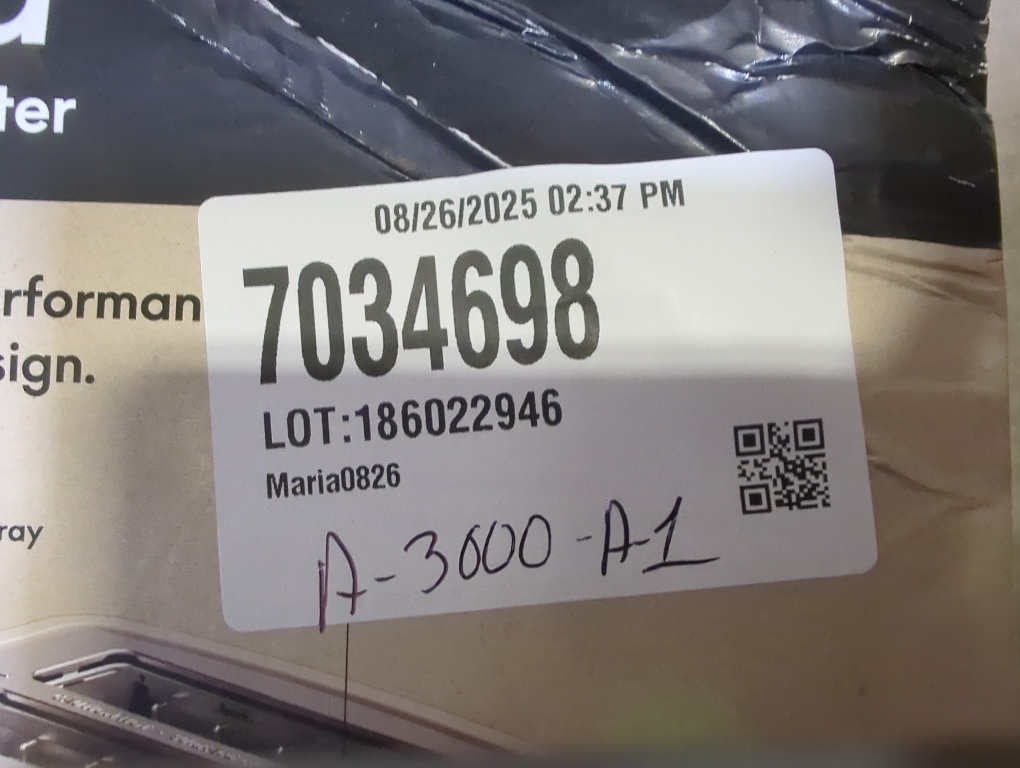 ter
08/26/2025 02:37 PM
7034698
rforman
sign.
LOT:186022946
Maria0826
A-3000-A1
ray